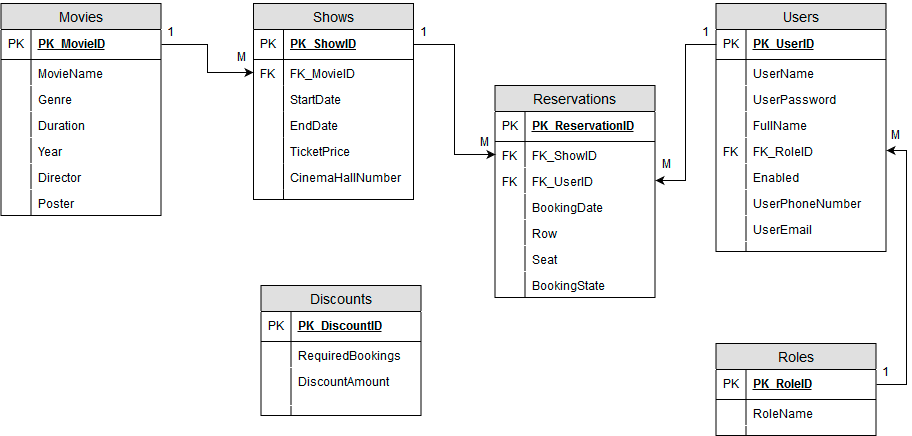 Movies
PK PK_MovieID
MovieName
Genre
Duration
Year
Director
Poster
1
M
Shows
PK PK_ShowID
FK FK_MovieID
StartDate
EndDate
TicketPrice
CinemaHallNumber
1
M
Reservations
PK PK_ReservationID
FK FK_ShowID
FK FK_UserID
BookingDate
Row
Seat
BookingState
1
M
Users
PK PK_UserID
UserName
UserPassword
FullName
FK FK_RoleID
Enabled
UserPhoneNumber
UserEmail
M
1
Discounts
PK PK_DiscountID
RequiredBookings
DiscountAmount
Roles
PK PK_RoleID
RoleName